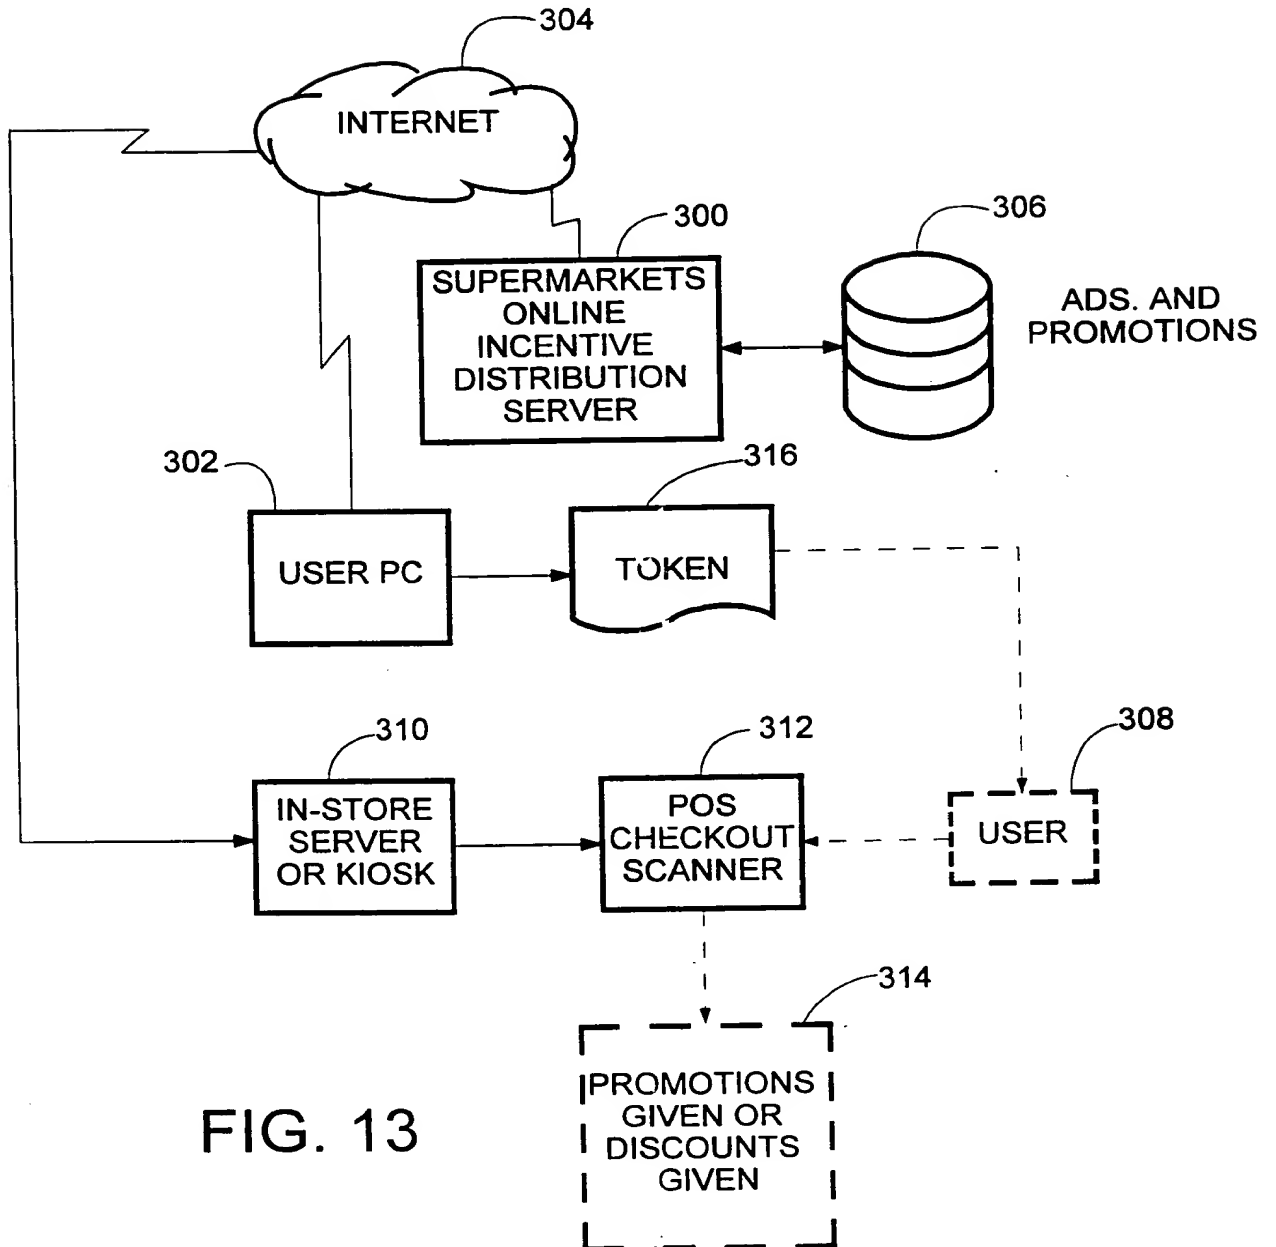 304
INTERNET
300
306
SUPERMARKETS
ONLINE
INCENTIVE
DISTRIBUTION
SERVER
ADS. AND
PROMOTIONS
302
316
USER PC
TOKEN
310
312
308
IN-STORE
SERVER
OR KIOSK
POS
CHECKOUT
SCANNER
USER
314
PROMOTIONS
GIVEN OR
DISCOUNTS
GIVEN
FIG. 13